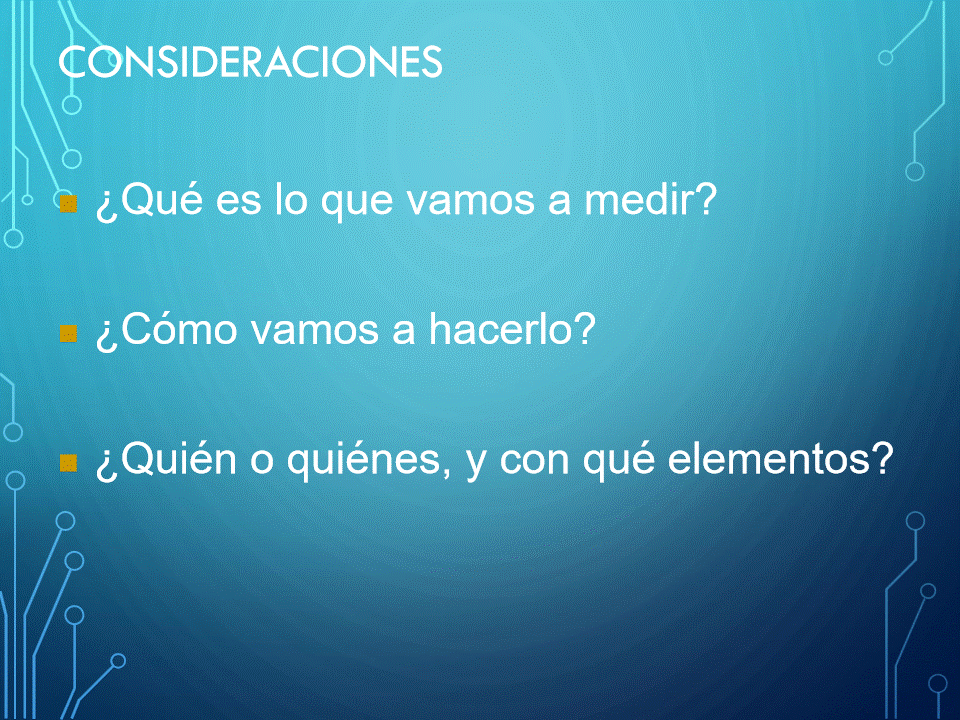 CONSIDERACIONES
¿Qué es lo que vamos a medir?
¿Cómo vamos a hacerlo?
¿Quién o quiénes, y con qué elementos?